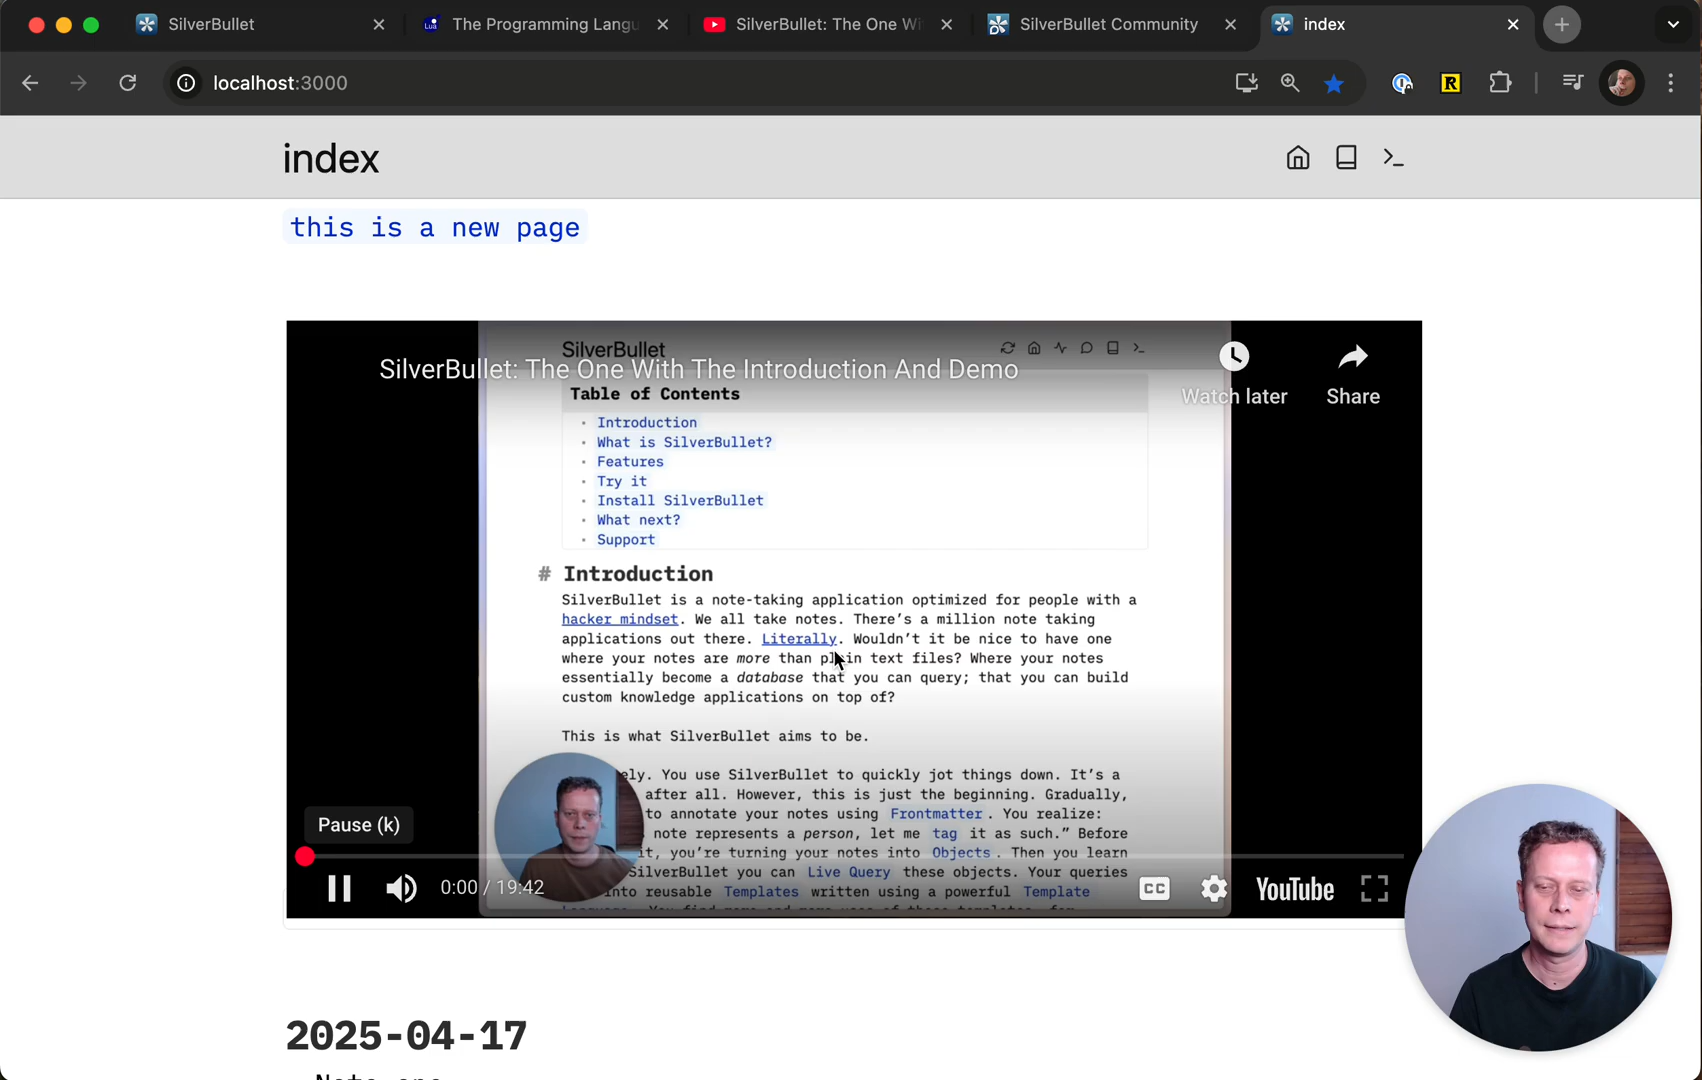 SilverBullet
The Programming Langu
SilverBullet: The One Wi
SilverBullet Community
index
localhost:3000
index
this is a new page
SilverBullet
SilverBullet: The One With The Introduction And Demo
Watch later
Share
Table of Contents
Introduction
What is SilverBullet?
Features
Try it
Install SilverBullet
What next?
Support
# Introduction
SilverBullet is a note-taking application optimized for people with a
hacker mindset. We all take notes. There's a million note taking
applications out there. Literally. Wouldn't it be nice to have one
where your notes are more than plain text files? Where your notes
essentially become a database that you can query; that you can build
custom knowledge applications on top of?
This is what SilverBullet aims to be.
ely. You use SilverBullet to quickly jot things down. It's a
after all. However, this is just the beginning. Gradually,
to annotate your notes using Frontmatter. You realize:
note represents a person, let me tag it as such." Before
it, you're turning your notes into Objects. Then you learn
SilverBullet you can Live Query these objects. Your queries
into reusable Templates written using a powerful Template
Pause (k)
0:00 / 19:42
CC
YouTube
2025-04-17